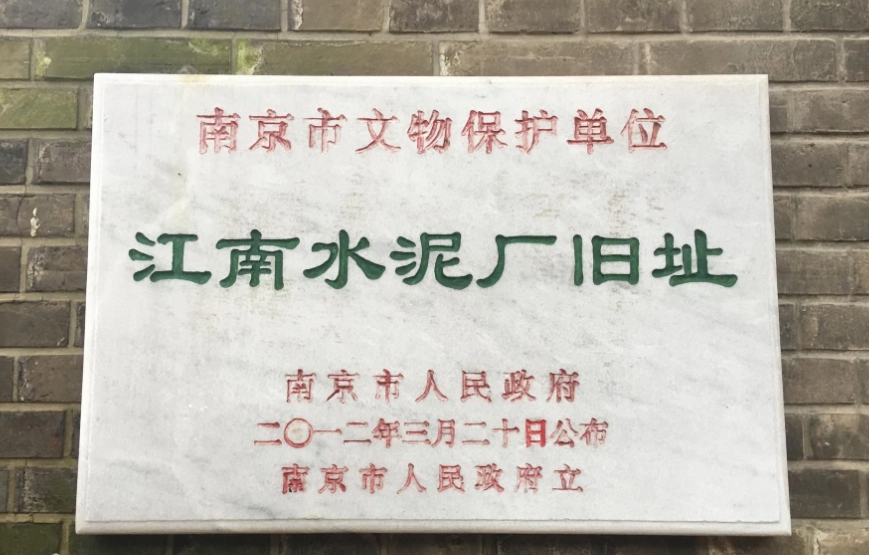 南京市文物保护单位
江南水泥厂旧址
南京市人民政府
二〇一二年三月二十日公布
南京市人民政府立